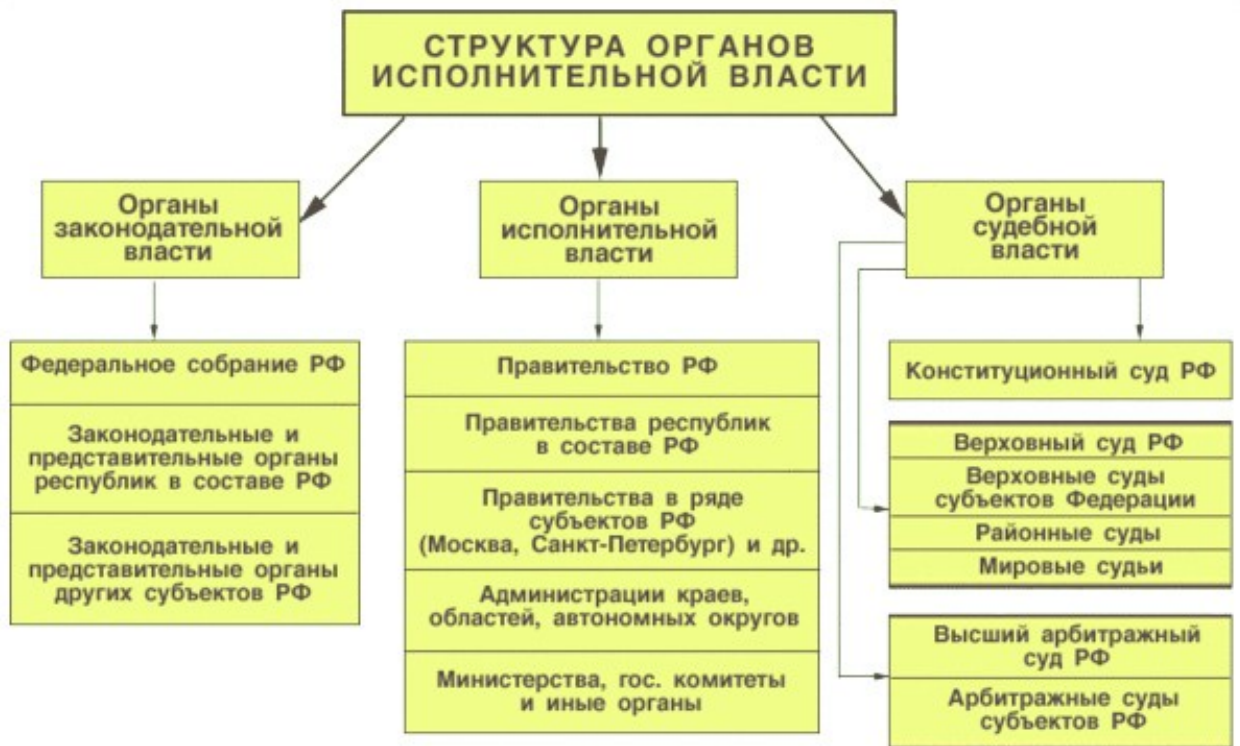 СТРУКТУРА ОРГАНОВ
ИСПОЛНИТЕЛЬНОЙ ВЛАСТИ
Органы
законодательной
власти
Федеральное собрание РФ
Законодательные и
представительные органы
республик в составе РФ
Законодательные и
представительные органы
других субъектов РФ
Органы
исполнительной
власти
Правительство РФ
Правительства республик
в составе РФ
Правительства в ряде
субъектов РФ
(Москва, Санкт-Петербург) и др.
Администрации краев,
областей, автономных округов
Министерства, гос. комитеты
и иные органы
Органы
судебной
власти
Конституционный суд РФ
Верховный суд РФ
Верховные суды
субъектов Федерации
Районные суды
Мировые судьи
Высший арбитражный
суд РФ
Арбитражные суды
субъектов РФ